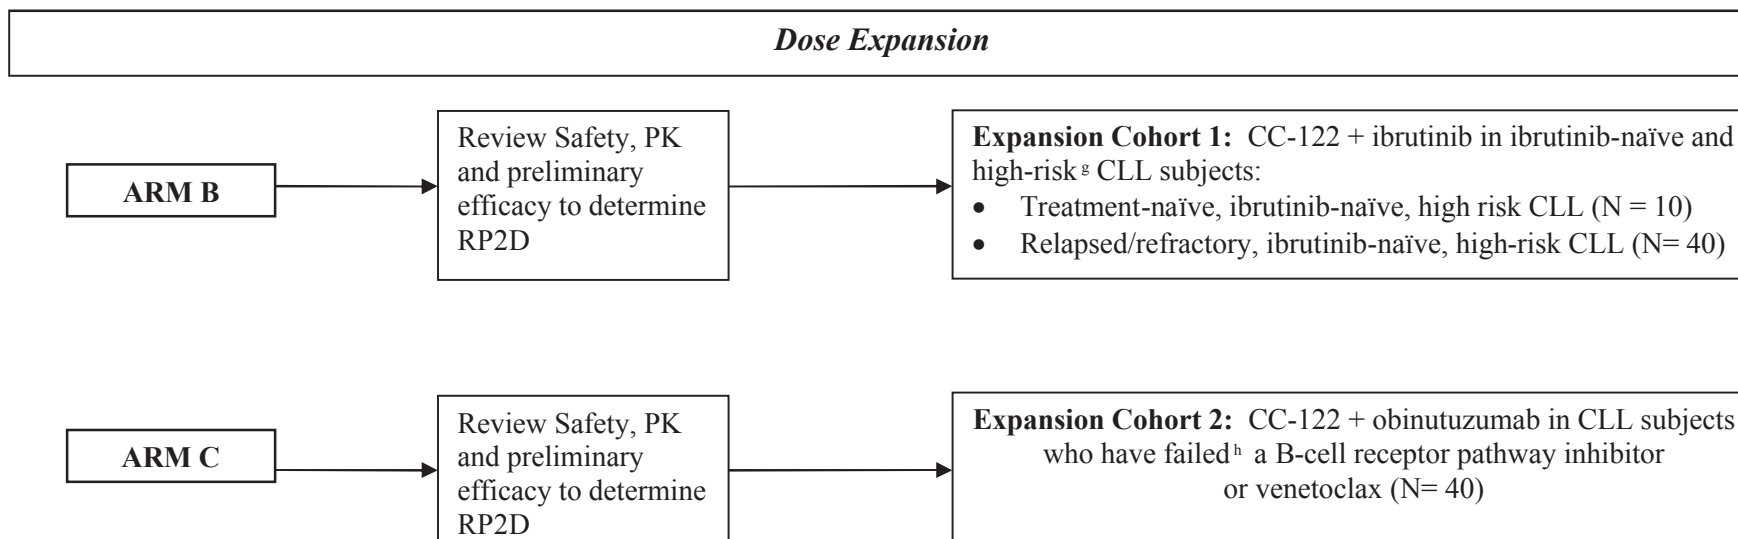 Dose Expansion
ARM B
Review Safety, PK
and preliminary
efficacy to determine
RP2D
Expansion Cohort 1: CC-122 + ibrutinib in ibrutinib-naïve and
high-risk g CLL subjects:
• Treatment-naïve, ibrutinib-naïve, high risk CLL (N = 10)
• Relapsed/refractory, ibrutinib-naïve, high-risk CLL (N= 40)
ARM C
Review Safety, PK
and preliminary
efficacy to determine
RP2D
Expansion Cohort 2: CC-122 + obinutuzumab in CLL subjects
who have failed h a B-cell receptor pathway inhibitor
or venetoclax (N= 40)